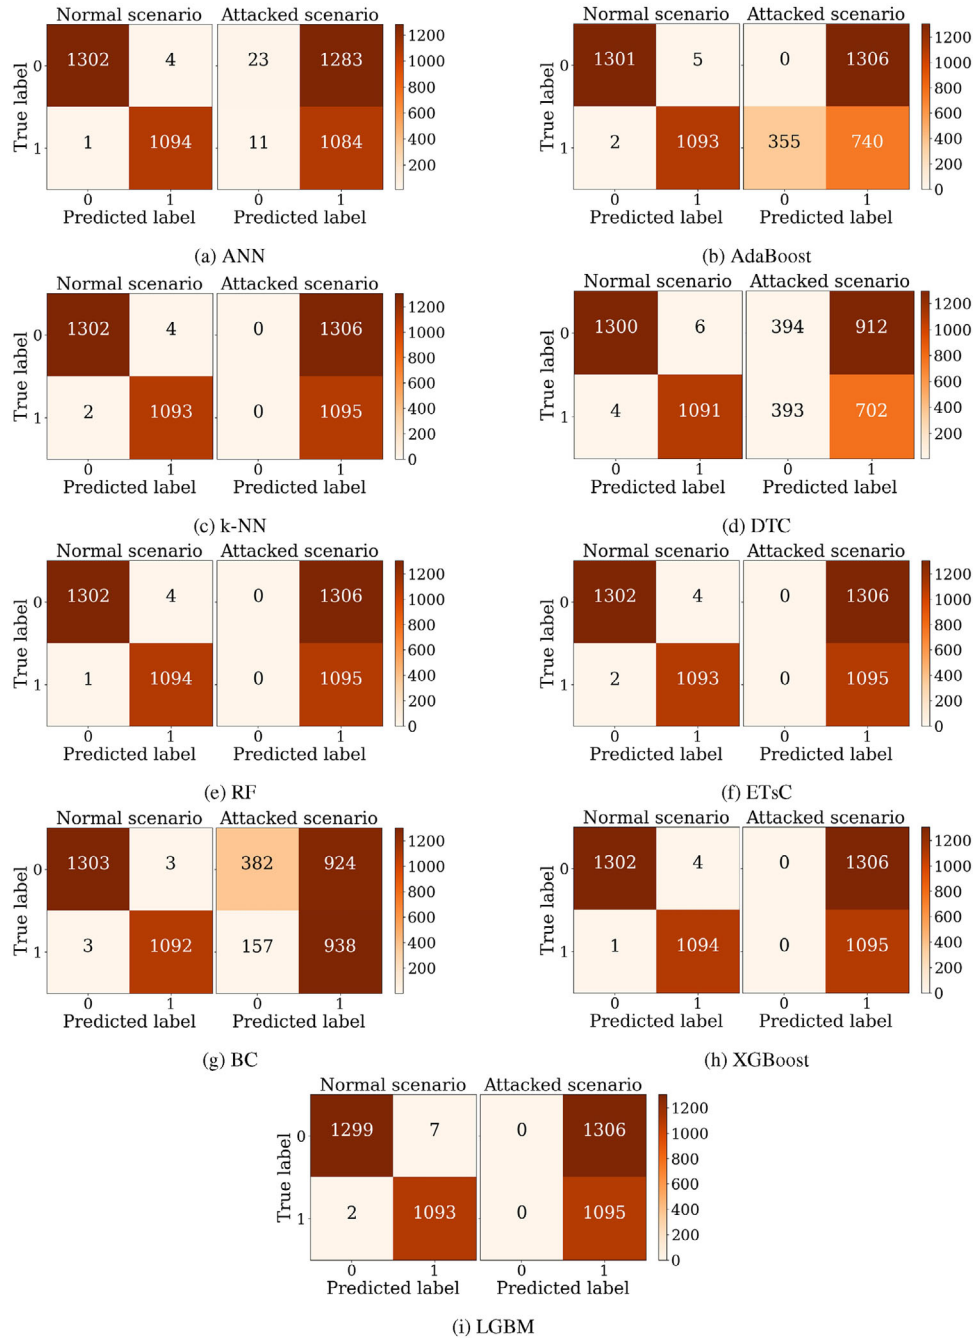 Normal scenario Attacked scenario
Normal scenario Attacked scenario
True label
0
1302 4 23 1283
1
1 1094 11 1084
1200
1000
800
600
400
200
0 1 0 1
Predicted label Predicted label
True label
0
1301 5 0 1306
1
2 1093 355 740
1200
1000
800
600
400
200
0
0 1 0 1
Predicted label Predicted label
(a) ANN
(b) AdaBoost
Normal scenario Attacked scenario
True label
0
1302 4 0 1306
1
2 1093 0 1095
1200
1000
800
600
400
200
0
0 1 0 1
Predicted label Predicted label
Normal scenario Attacked scenario
True label
0
1300 6 394 912
1
4 1091 393 702
1200
1000
800
600
400
200
0 1 0 1
Predicted label Predicted label
(c) k-NN
(d) DTC
Normal scenario Attacked scenario
True label
0
1302 4 0 1306
1
1 1094 0 1095
1200
1000
800
600
400
200
0
0 1 0 1
Predicted label Predicted label
Normal scenario Attacked scenario
True label
0
1302 4 0 1306
1
2 1093 0 1095
1200
1000
800
600
400
200
0
0 1 0 1
Predicted label Predicted label
(e) RF
(f) ETsC
Normal scenario Attacked scenario
True label
0
1303 3 382 924
1
3 1092 157 938
1200
1000
800
600
400
200
0 1 0 1
Predicted label Predicted label
Normal scenario Attacked scenario
True label
0
1302 4 0 1306
1
1 1094 0 1095
1200
1000
800
600
400
200
0
0 1 0 1
Predicted label Predicted label
(g) BC
(h) XGBoost
Normal scenario Attacked scenario
True label
0
1299 7 0 1306
1
2 1093 0 1095
1200
1000
800
600
400
200
0
0 1 0 1
Predicted label Predicted label
(i) LGBM